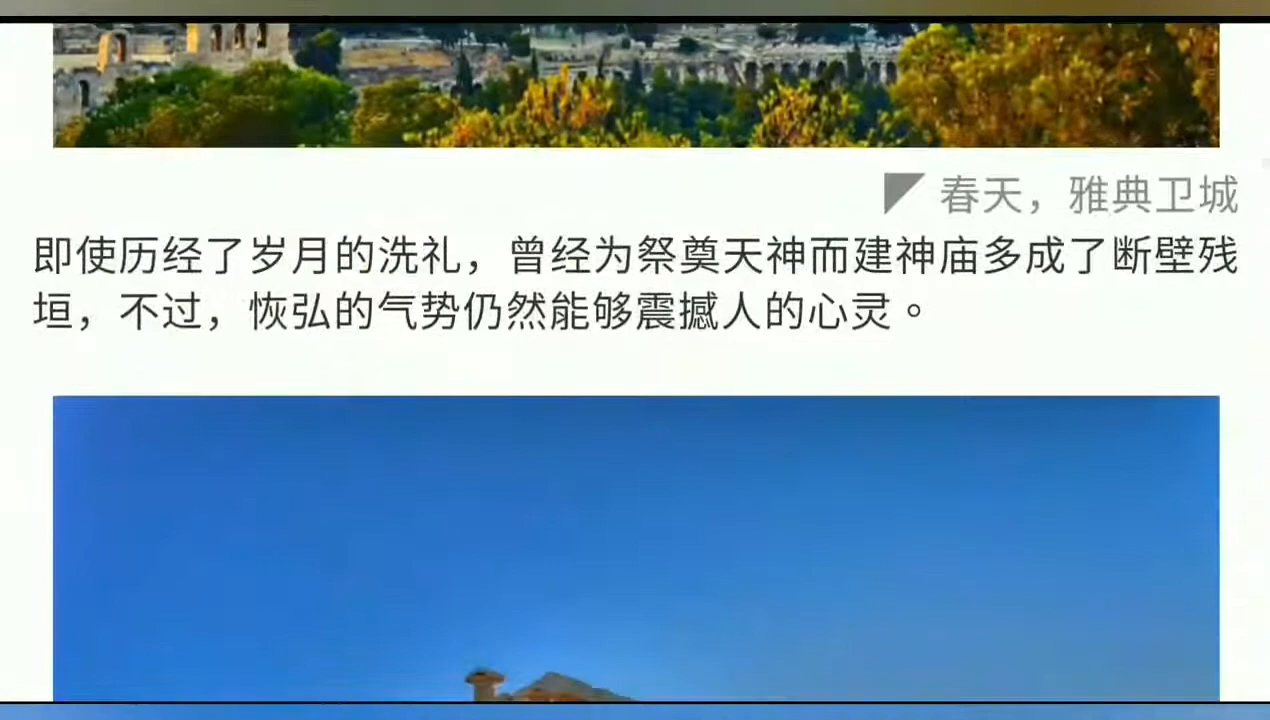 春天，雅典卫城
即使历经了岁月的洗礼，曾经为祭奠天神而建神庙多成了断壁残
垣，不过，恢弘的气势仍然能够震撼人的心灵。